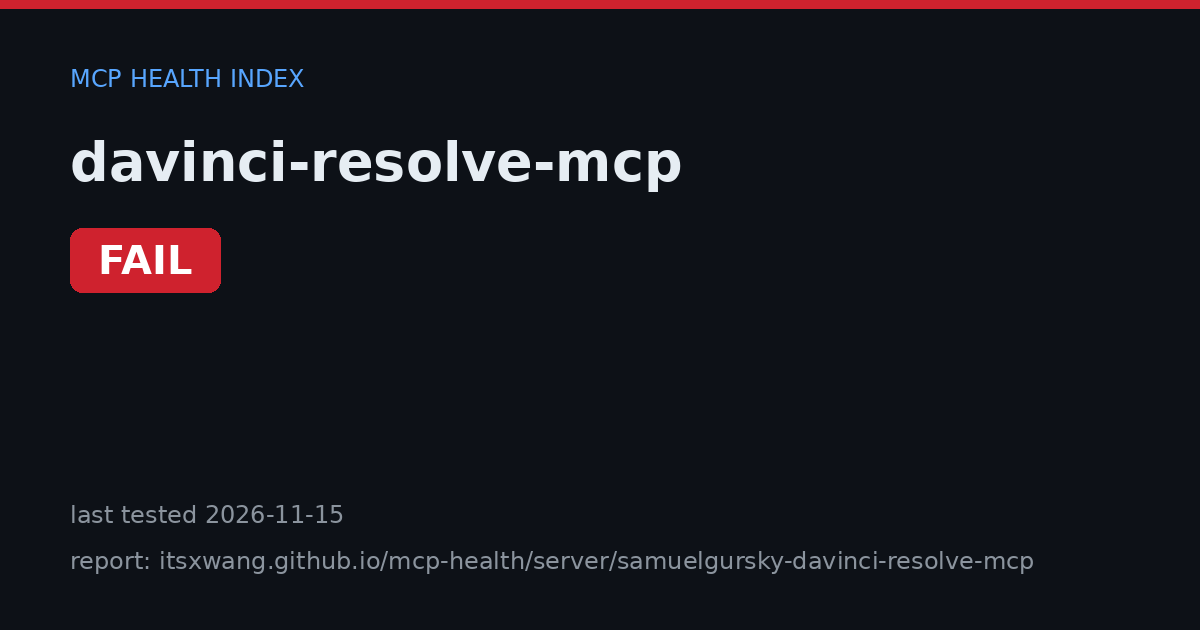 MCP HEALTH INDEX
davinci-resolve-mcp
FAIL
last tested 2026-11-15
report: itsxwang.github.io/mcp-health/server/samuelgursky-davinci-resolve-mcp